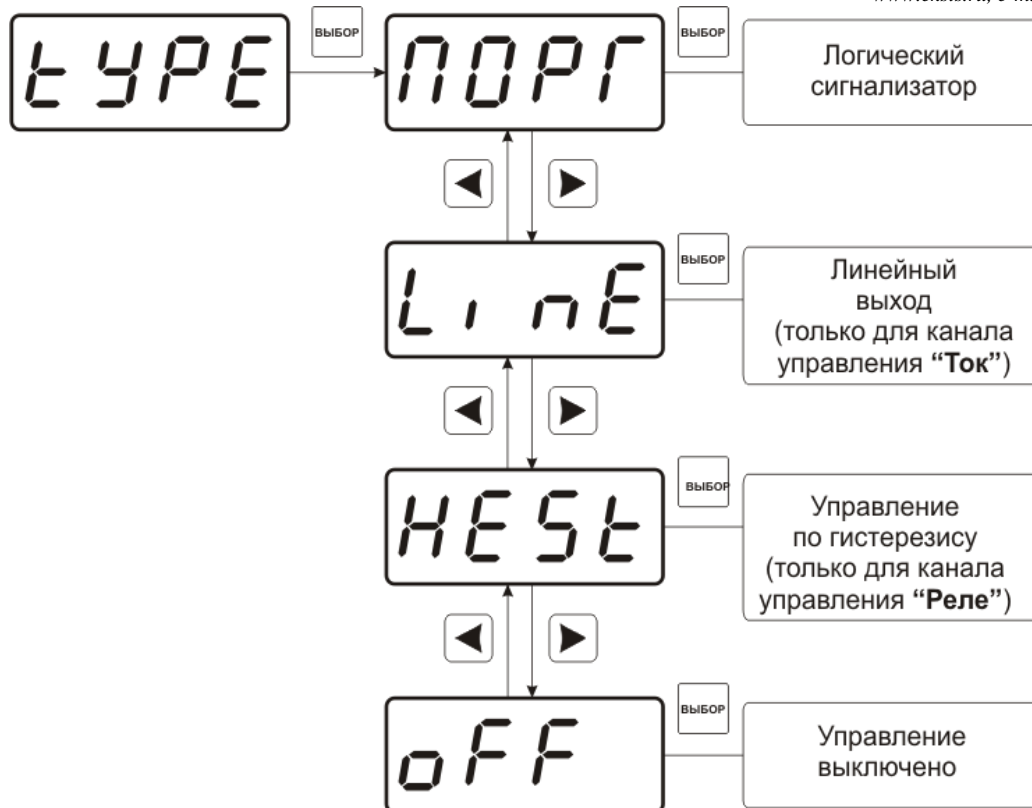 tYPE
ВЫБОР
ПОРГ
ВЫБОР
Логический
сигнализатор
LinE
ВЫБОР
Линейный
выход
(только для канала
управления “Ток”)
HESt
ВЫБОР
Управление
по гистерезису
(только для канала
управления “Реле”)
oFF
ВЫБОР
Управление
выключено